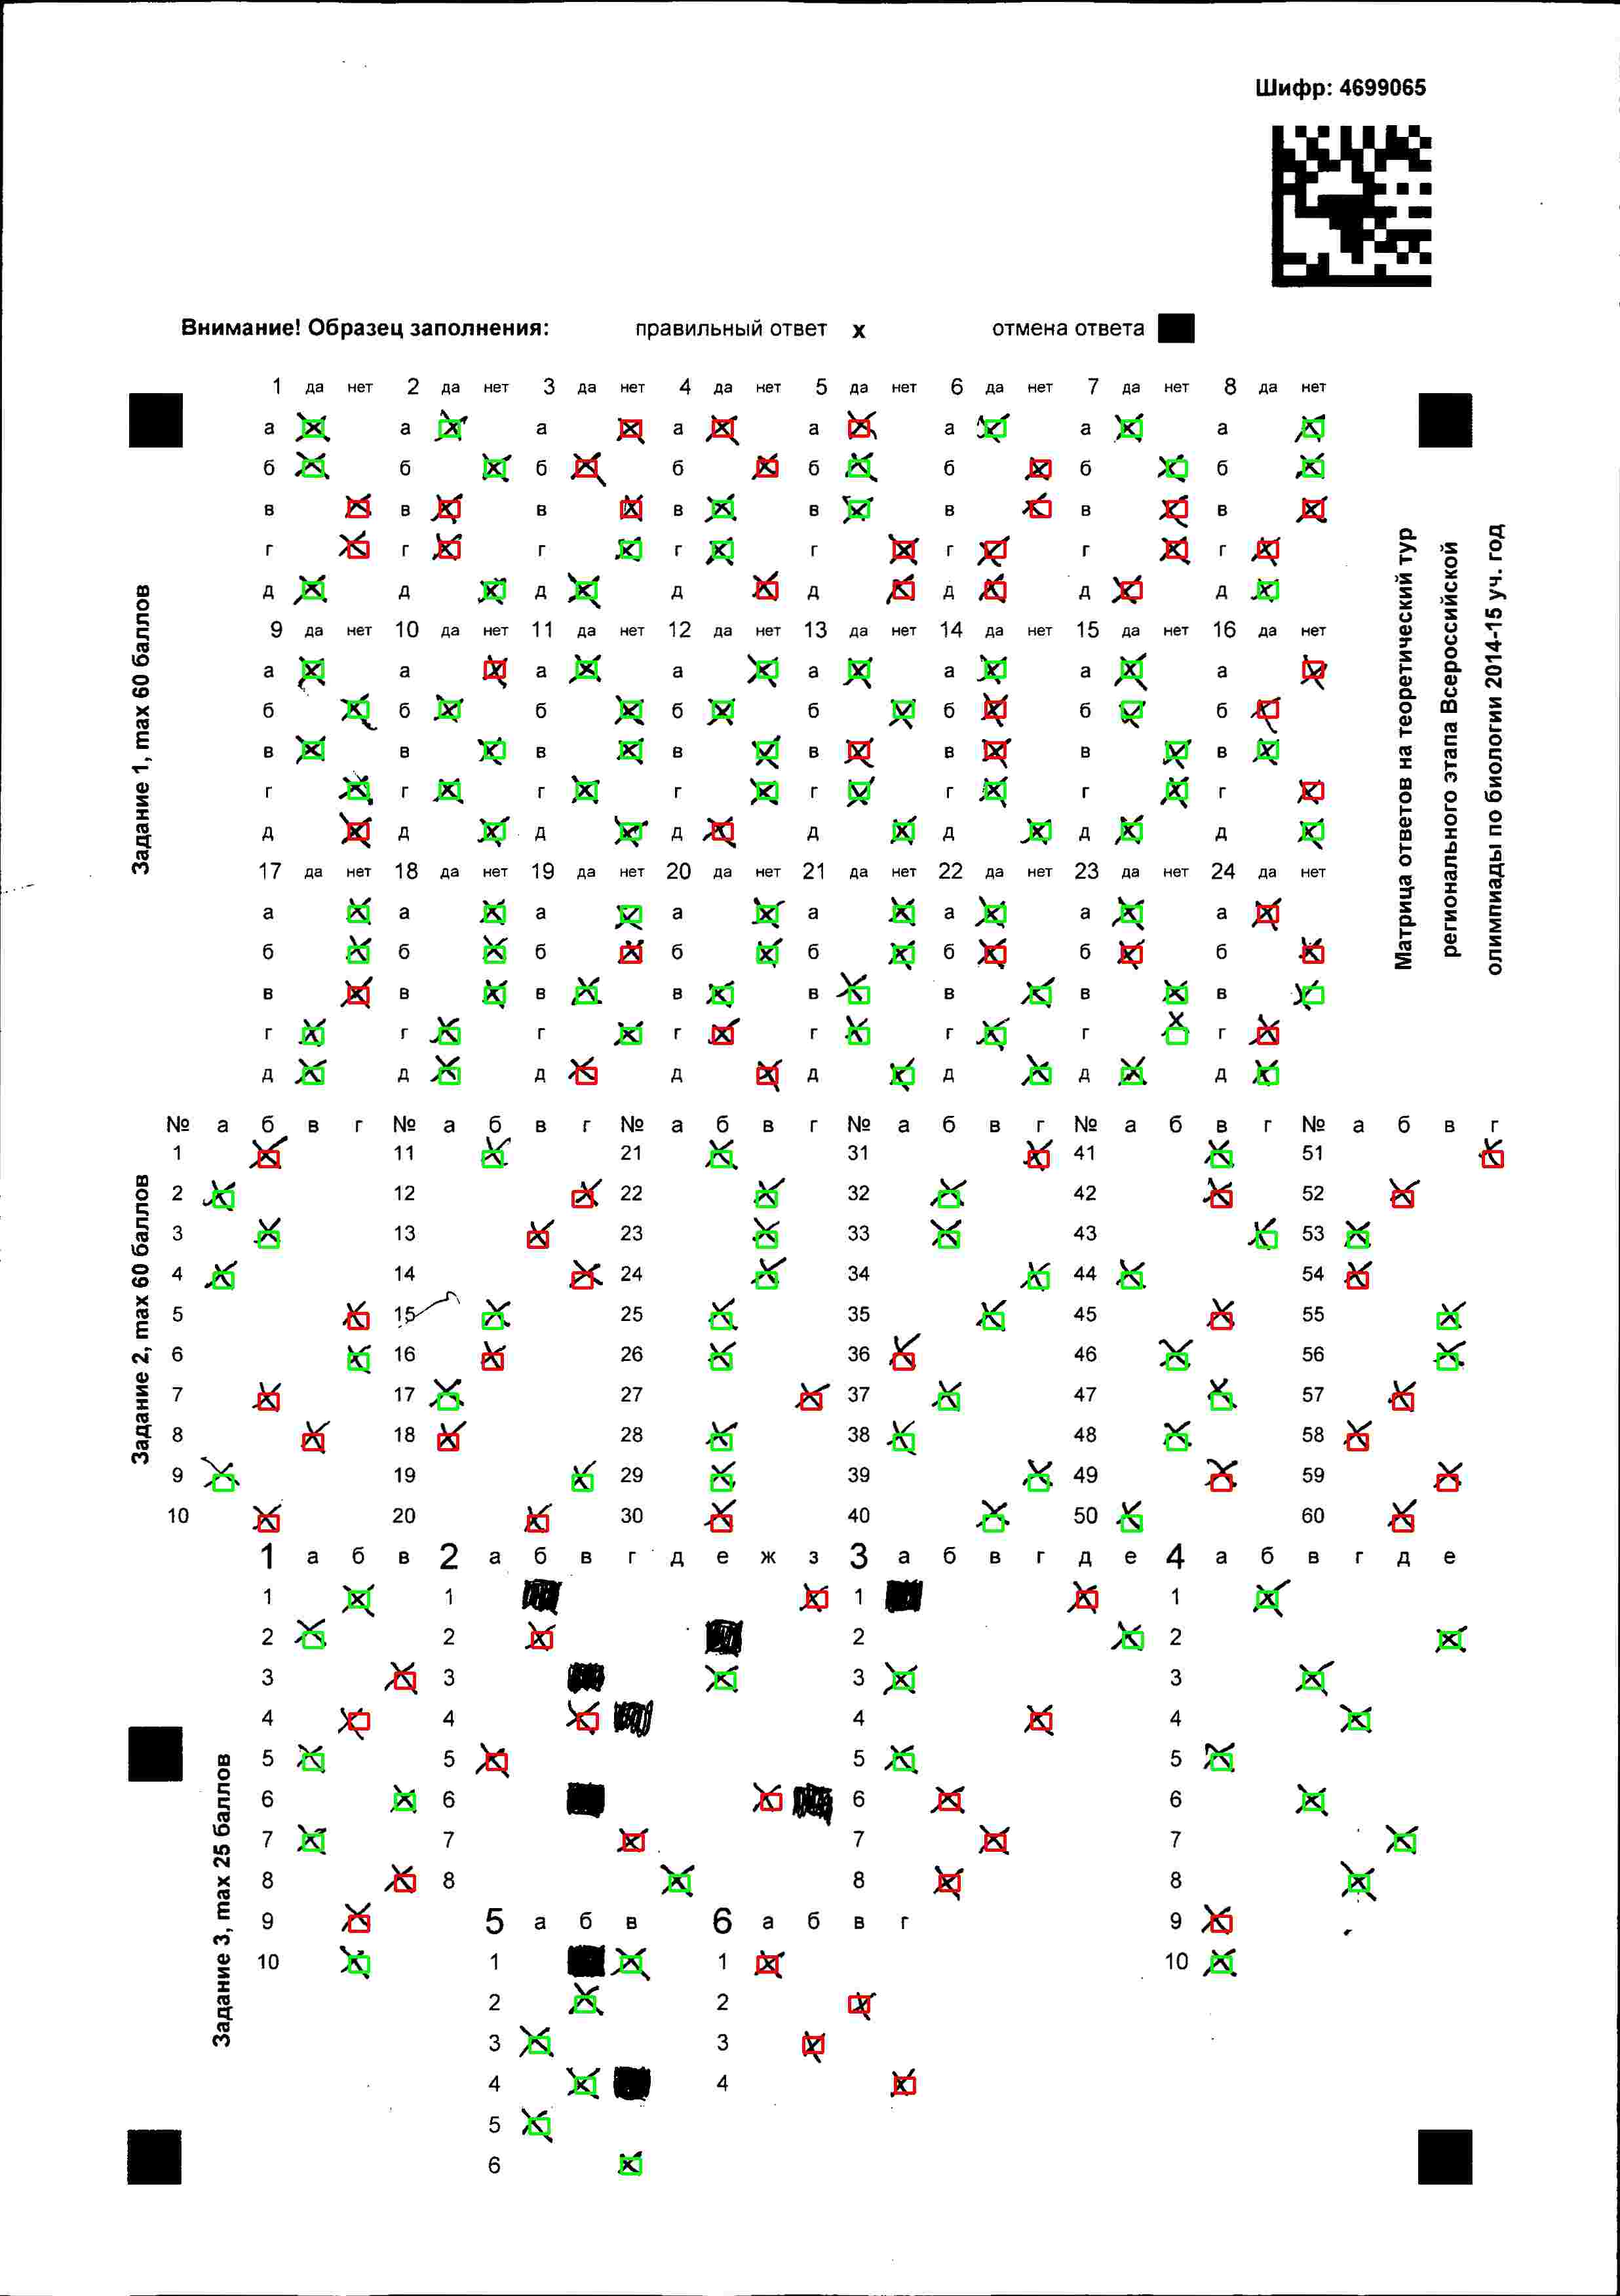 Шифр: 4699065
Внимание! Образец заполнения: правильный ответ x отмена ответа
1 да нет 2 да нет 3 да нет 4 да нет 5 да нет 6 да нет 7 да нет 8 да нет
а а а а а а а а
б б б б б б б б
в в в в в в в в
г г г г г г г г
д д д д д д д д
9 да нет 10 да нет 11 да нет 12 да нет 13 да нет 14 да нет 15 да нет 16 да нет
а а а а а а а а
б б б б б б б б
в в в в в в в в
г г г г г г г г
д д д д д д д д
17 да нет 18 да нет 19 да нет 20 да нет 21 да нет 22 да нет 23 да нет 24 да нет
а а а а а а а а
б б б б б б б б
в в в в в в в в
г г г г г г г г
д д д д д д д д
Задание 1, max 60 баллов
Матрица ответов на теоретический тур
регионального этапа Всероссийской
олимпиады по биологии 2014-15 уч. год
№ а б в г № а б в г № а б в г № а б в г № а б в г № а б в г
1 11 21 31 41 51
2 12 22 32 42 52
3 13 23 33 43 53
4 14 24 34 44 54
5 15 25 35 45 55
6 16 26 36 46 56
7 17 27 37 47 57
8 18 28 38 48 58
9 19 29 39 49 59
10 20 30 40 50 60
Задание 2, max 60 баллов
1 а б в 2 а б в г д е ж з 3 а б в г д е 4 а б в г д е
1 1 1 1
2 2 2 2
3 3 3 3
4 4 4 4
5 5 5 5
6 6 6 6
7 7 7 7
8 8 8 8
9 5 а б в 6 а б в г 9
10 1 1 10
2 2
3 3
4 4
5
6
Задание 3, max 25 баллов